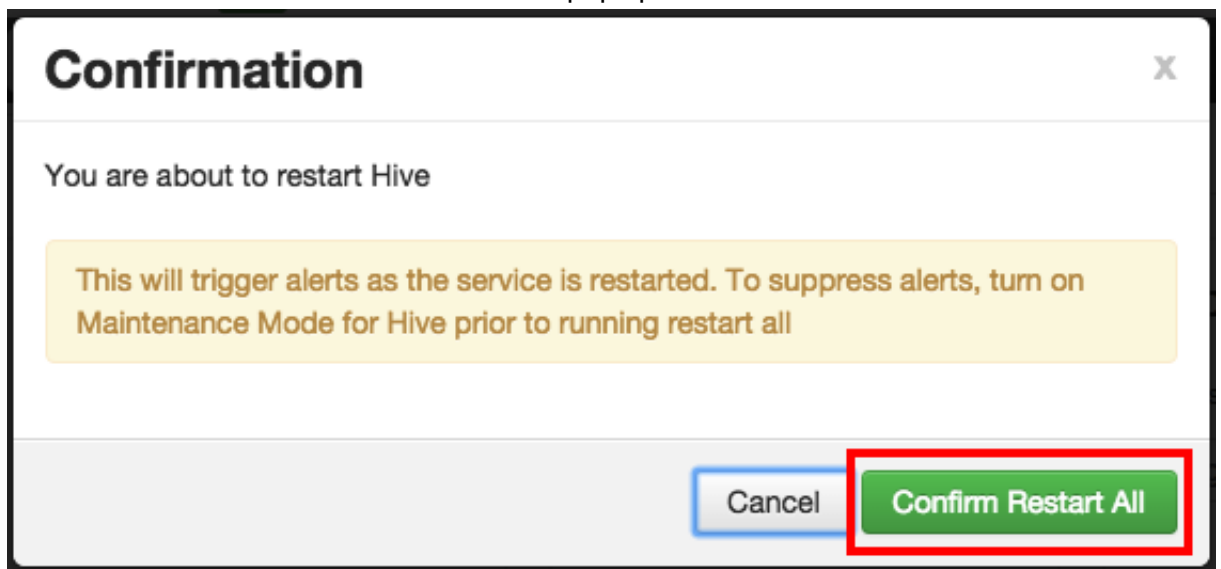 Confirmation
x
You are about to restart Hive
This will trigger alerts as the service is restarted. To suppress alerts, turn on
Maintenance Mode for Hive prior to running restart all
Cancel
Confirm Restart All